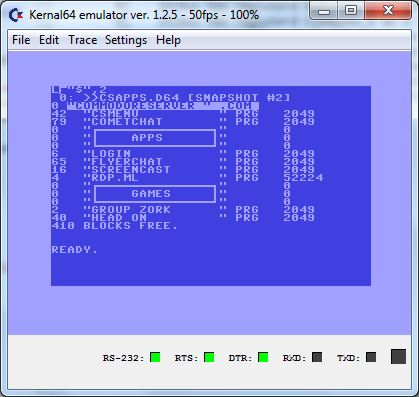 Kernal64 emulator ver. 1.2.5 - 50fps - 100%
File Edit Trace Settings Help
LF"$",2
0: >>CSAPPS.D64 [SNAPSHOT #2]
0 "COMMODORESERVER " .COM
42 "CSMENU " PRG 2049
79 "COMETCHAT " PRG 2049
0 " " 0
0 " APPS " 0
0 " " 0
6 "LOGIN " PRG 2049
65 "FLYERCHAT " PRG 2049
16 "SCREENCAST " PRG 2049
4 "RDP.ML " PRG 52224
0 " " 0
0 " GAMES " 0
0 " " 0
2 "GROUP ZORK " PRG 2049
40 "HEAD ON " PRG 2049
410 BLOCKS FREE.
READY.
RS-232: RTS: DTR: RXD: TXD: